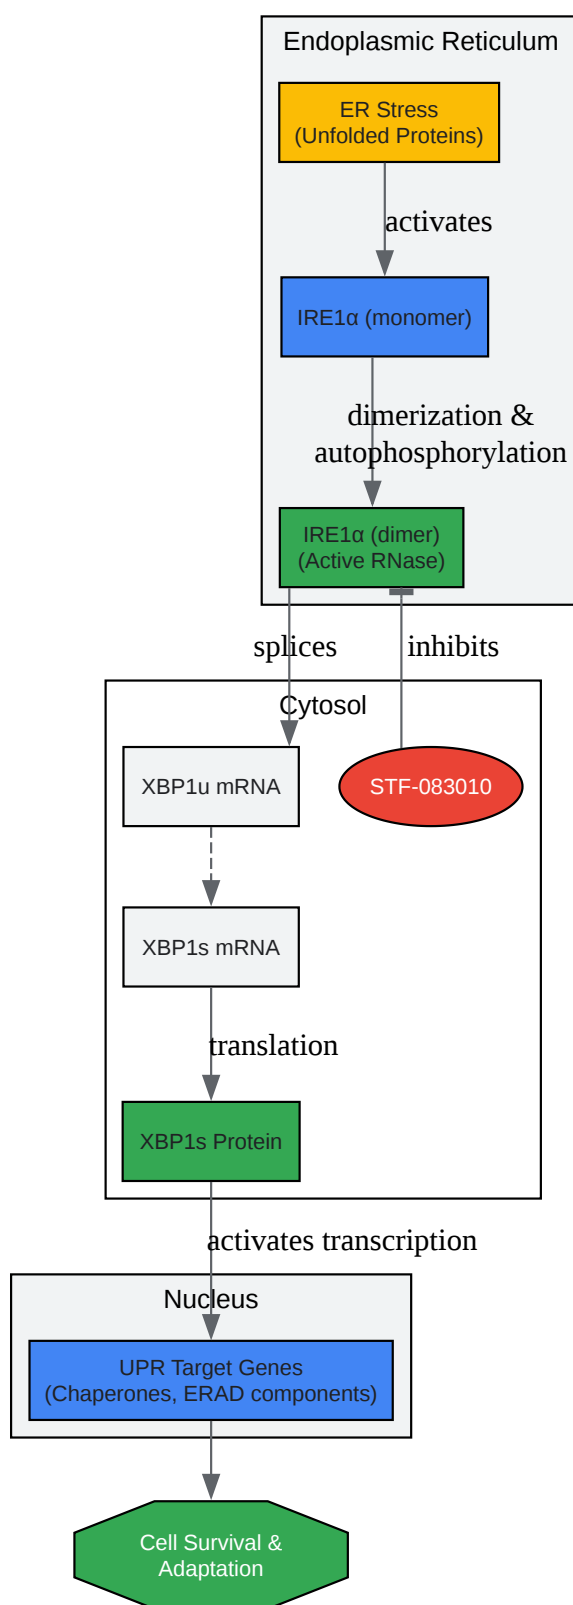 Endoplasmic Reticulum
ER Stress
(Unfolded Proteins)
activates
IRE1α (monomer)
dimerization &
autophosphorylation
IRE1α (dimer)
(Active RNase)
splices
inhibits
Cytosol
XBP1u mRNA
STF-083010
XBP1s mRNA
translation
XBP1s Protein
activates transcription
Nucleus
UPR Target Genes
(Chaperones, ERAD components)
Cell Survival &
Adaptation